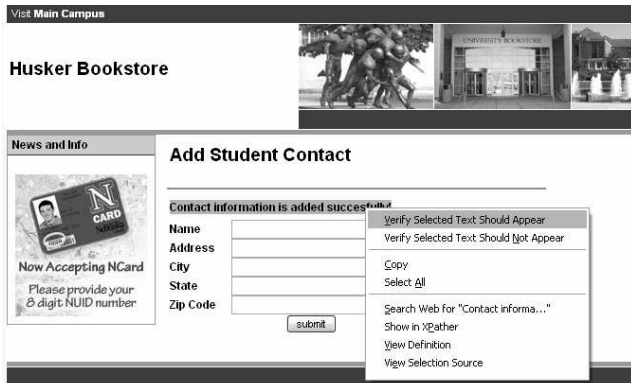 Visit Main Campus
UNIVERSITY BOOKSTORE
Husker Bookstore
News and Info
N
CARD
Nebraska
Now Accepting NCard
Please provide your
8 digit NUID number
Add Student Contact
Contact information is added succesfully!
Name
Address
City
State
Zip Code
submit
Verify Selected Text Should Appear
Verify Selected Text Should Not Appear
Copy
Select All
Search Web for "Contact informa..."
Show in XPather
View Definition
View Selection Source